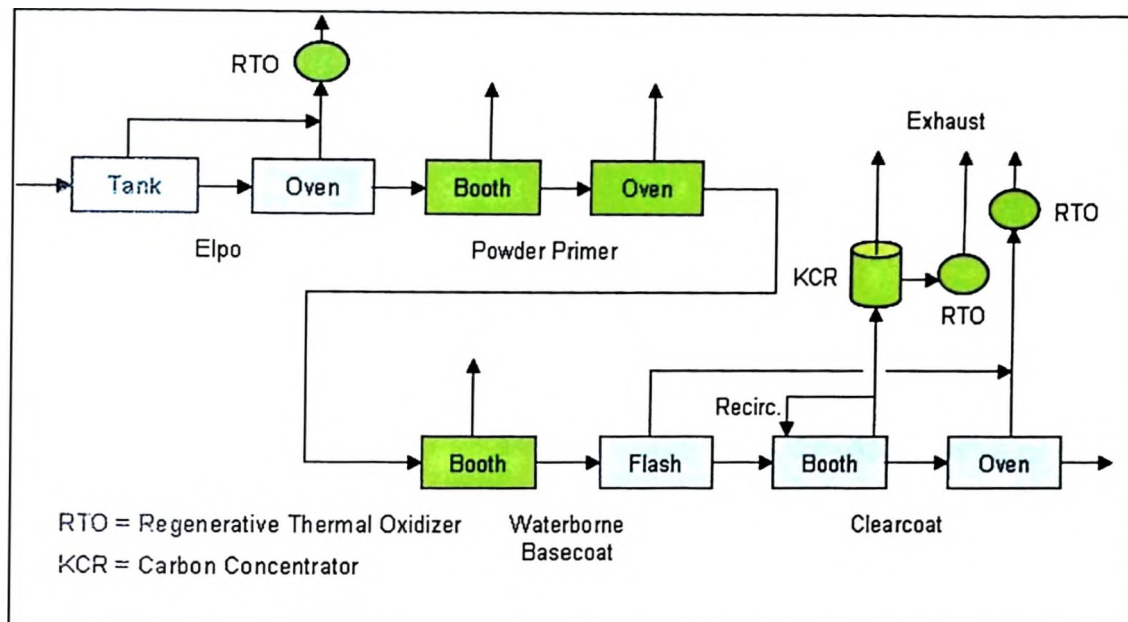 RTO
Exhaust
Tank
Oven
Booth
Oven
RTO
Elpo
Powder Primer
KCR
RTO
Recirc.
Booth
Flash
Booth
Oven
RTO = Regenerative Thermal Oxidizer
Waterborne
Basecoat
Clearcoat
KCR = Carbon Concentrator